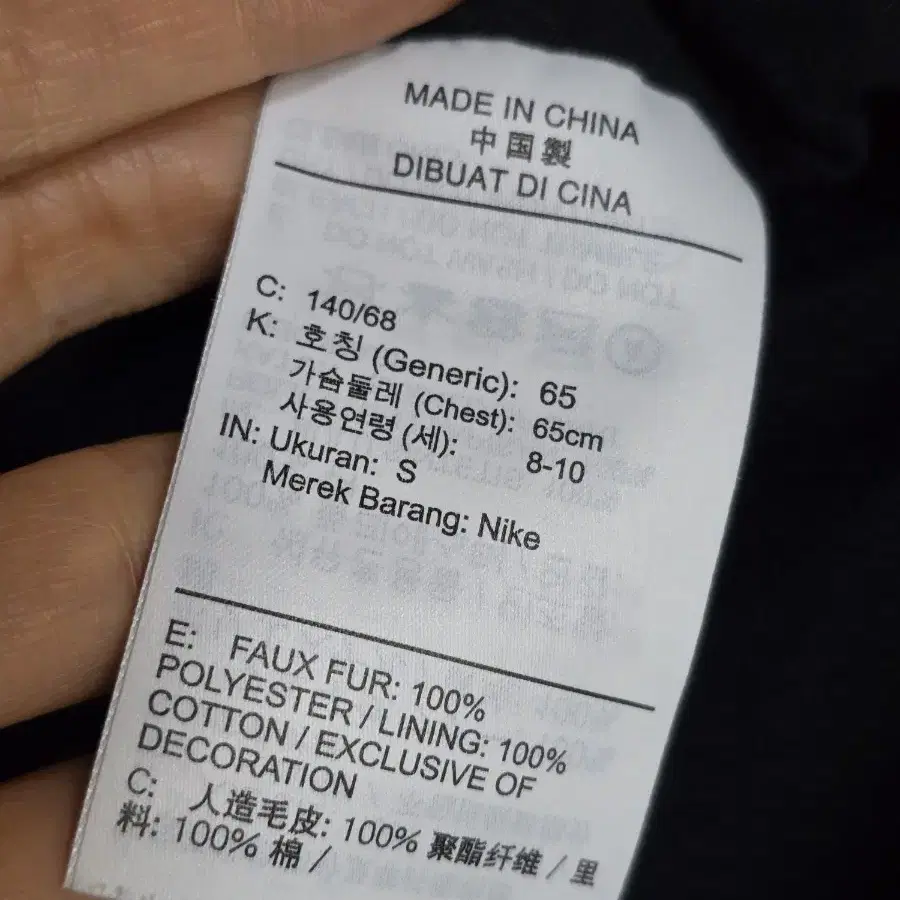 MADE IN CHINA
中国製
DIBUAT DI CINA
C: 140/68
K: 호칭 (Generic): 65
가슴둘레 (Chest): 65cm
사용연령 (세): 8-10
IN: Ukuran: S
Merek Barang: Nike
E: FAUX FUR: 100%
POLYESTER / LINING: 100%
COTTON / EXCLUSIVE OF
DECORATION
C: 人造毛皮: 100% 聚酯纤维 / 里
料: 100% 棉 /